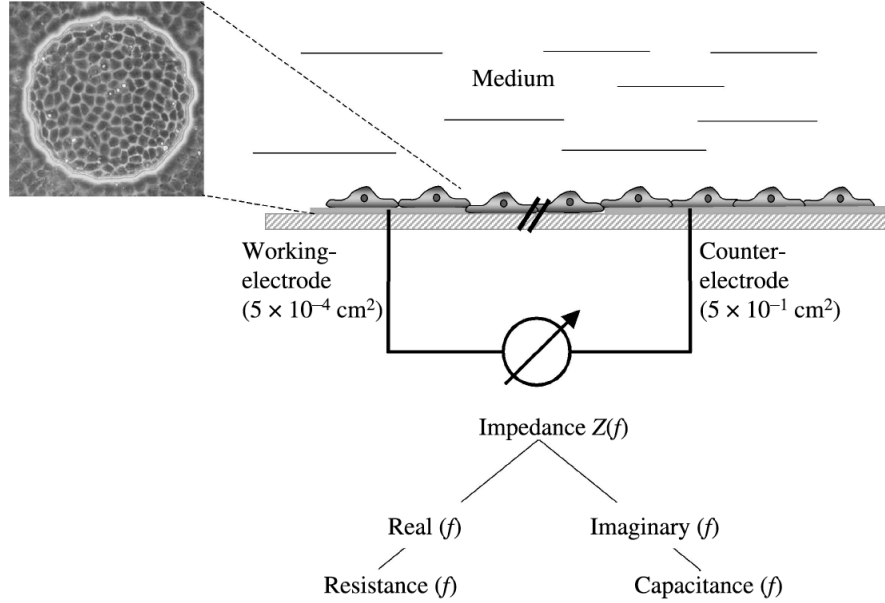 Medium
Working-
electrode
(5 × 10⁻⁴ cm²)
Counter-
electrode
(5 × 10⁻¹ cm²)
Impedance Z(f)
Real (f)
Imaginary (f)
Resistance (f)
Capacitance (f)